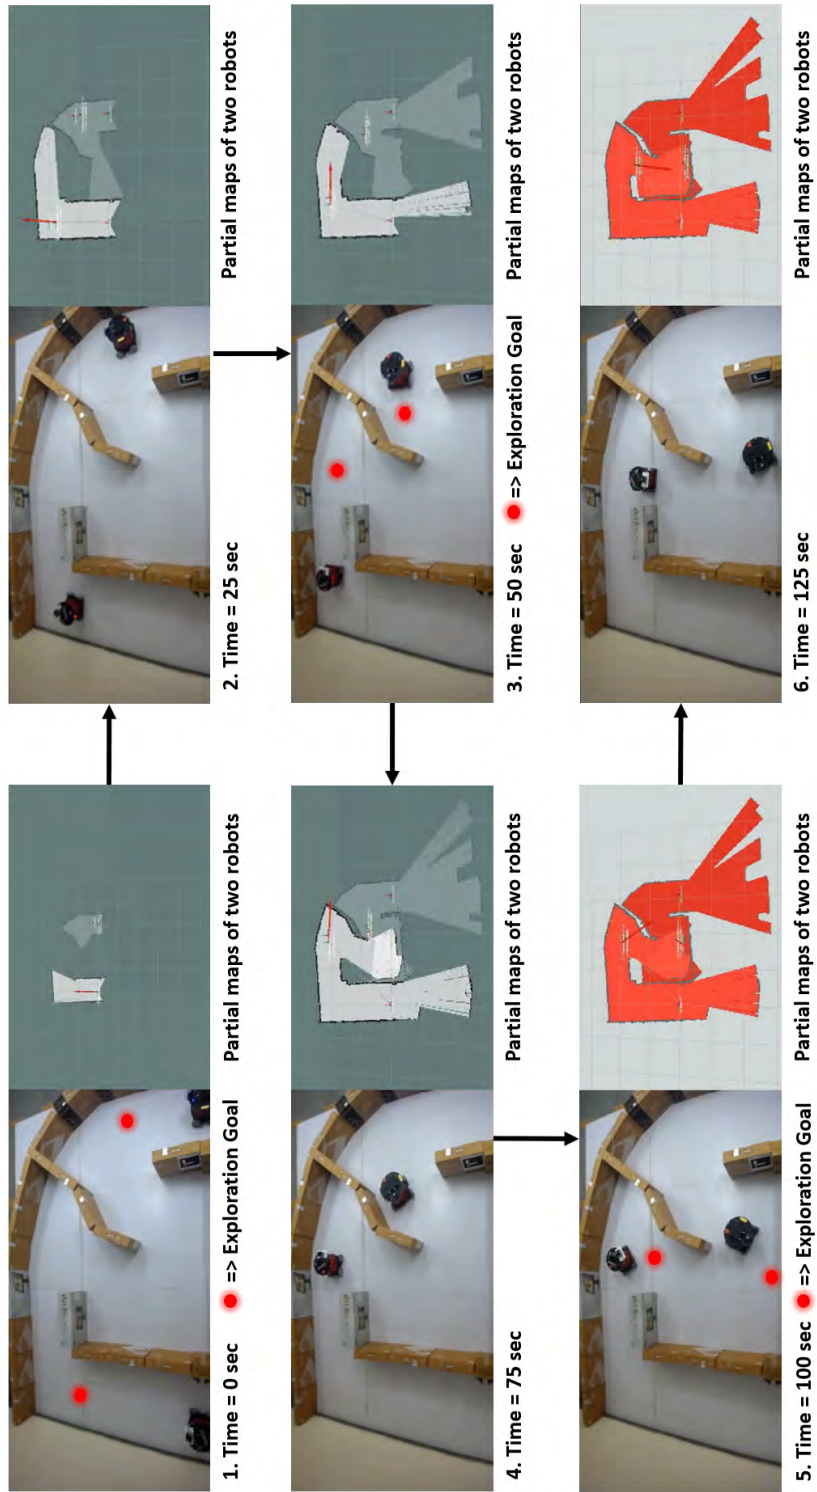 1. Time = 0 sec => Exploration Goal Partial maps of two robots
2. Time = 25 sec Partial maps of two robots
3. Time = 50 sec => Exploration Goal Partial maps of two robots
4. Time = 75 sec Partial maps of two robots
5. Time = 100 sec => Exploration Goal Partial maps of two robots
6. Time = 125 sec Partial maps of two robots